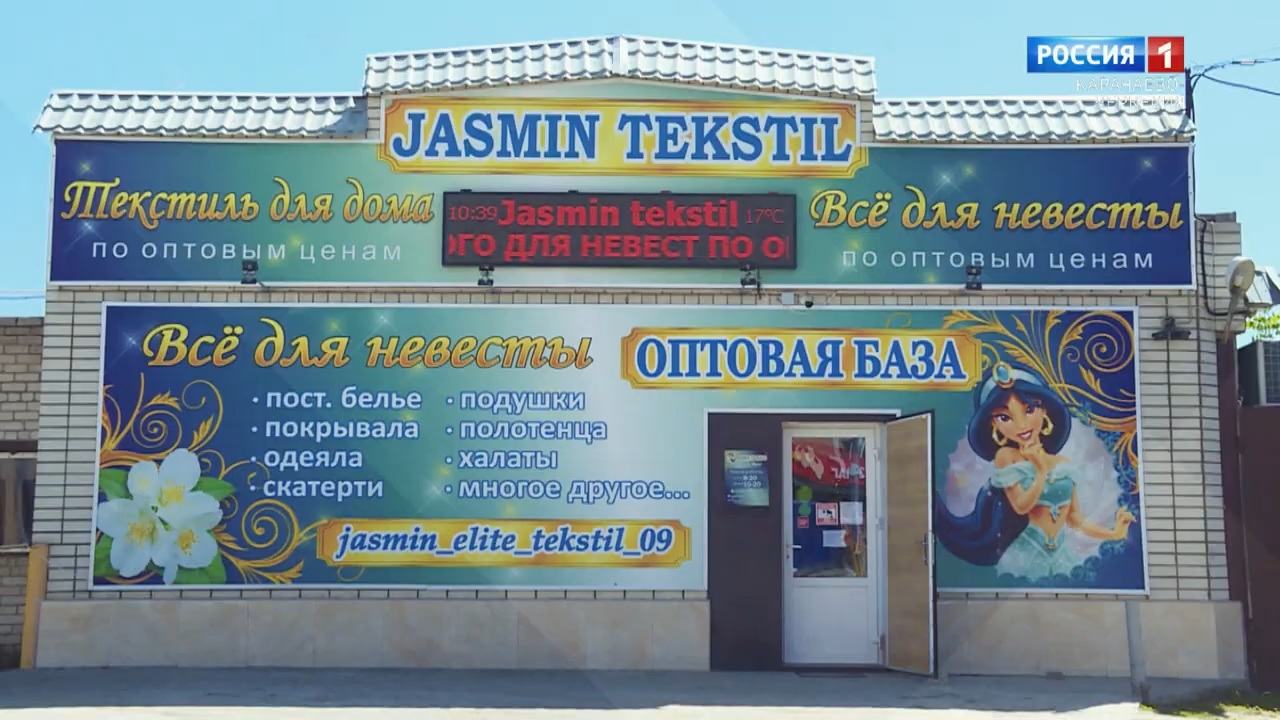 РОССИЯ 1
КАРАЧАЕВО
JASMIN TEKSTIL
Текстиль для дома
по оптовым ценам
10:39 Jasmin tekstil 17°C
ОГО ДЛЯ НЕВЕСТ ПО О
Всё для невесты
по оптовым ценам
Всё для невесты
ОПТОВАЯ БАЗА
· пост. белье
· покрывала
· одеяла
· скатерти
· подушки
· полотенца
· халаты
· многое другое...
jasmin_elite_tekstil_09